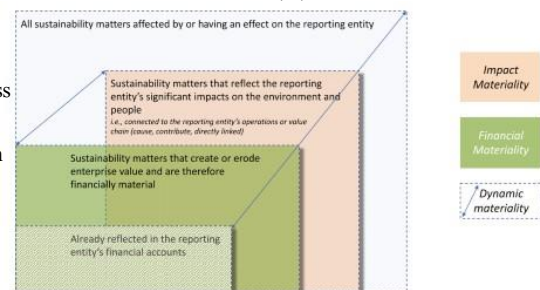 All sustainability matters affected by or having an effect on the reporting entity
Sustainability matters that reflect the reporting
entity's significant impacts on the environment and
people
i.e., connected to the reporting entity's operations or value
chain (cause, contribute, directly linked)
Sustainability matters that create or erode
enterprise value and are therefore
financially material
Already reflected in the reporting
entity's financial accounts
Impact
Materiality
Financial
Materiality
Dynamic
materiality